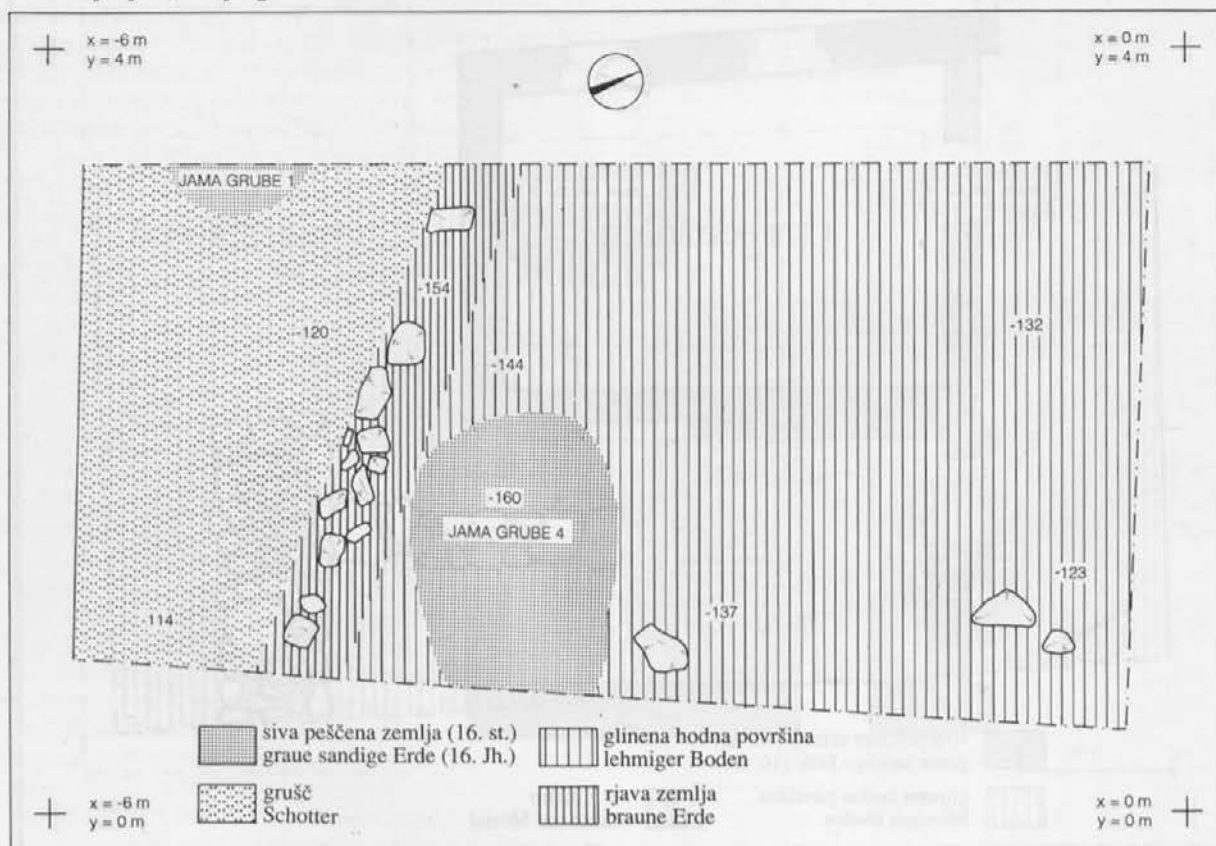 x = -6 m
y = 4 m
x = 0 m
y = 4 m
JAMA GRUBE 1
-154
-120
-132
-144
-160
JAMA GRUBE 4
-123
-137
-114
siva peščena zemlja (16. st.)
graue sandige Erde (16. Jh.)
glinena hodna površina
lehmiger Boden
grušč
Schotter
rjava zemlja
braune Erde
x = -6 m
y = 0 m
x = 0 m
y = 0 m